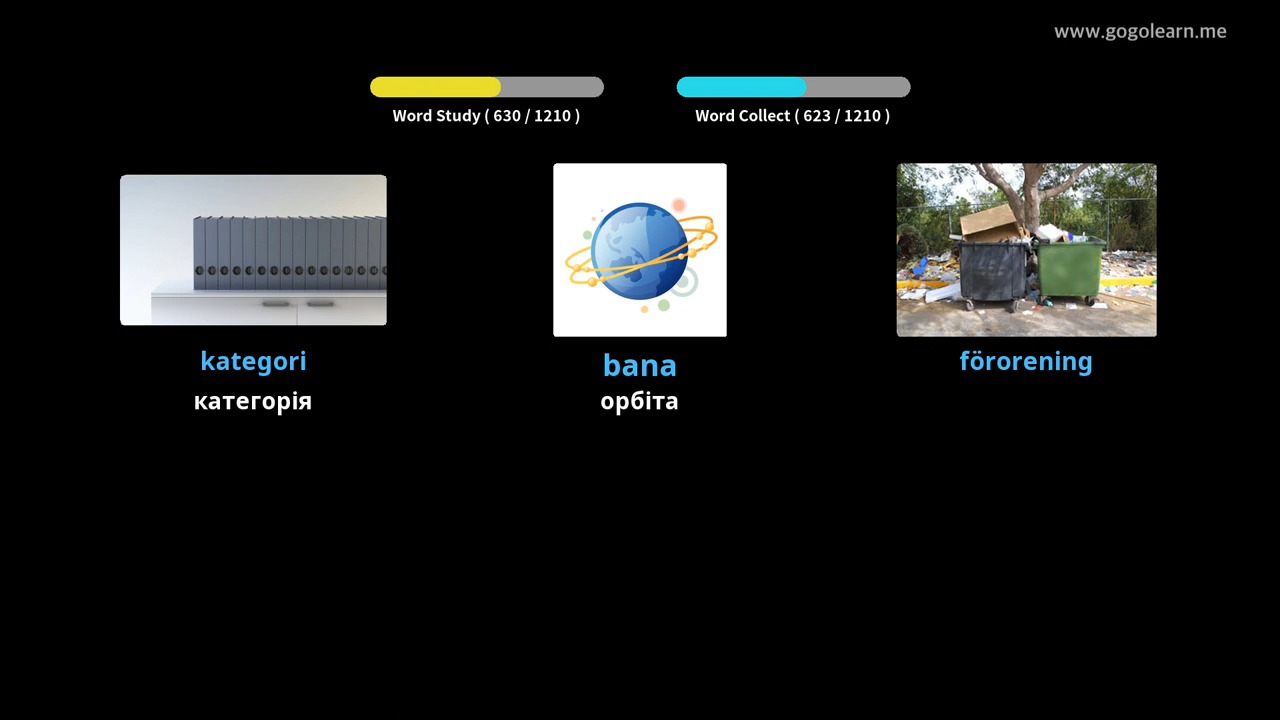 www.gogolearn.me
Word Study ( 630 / 1210 )
Word Collect ( 623 / 1210 )
kategori
категорія
bana
орбіта
förorening